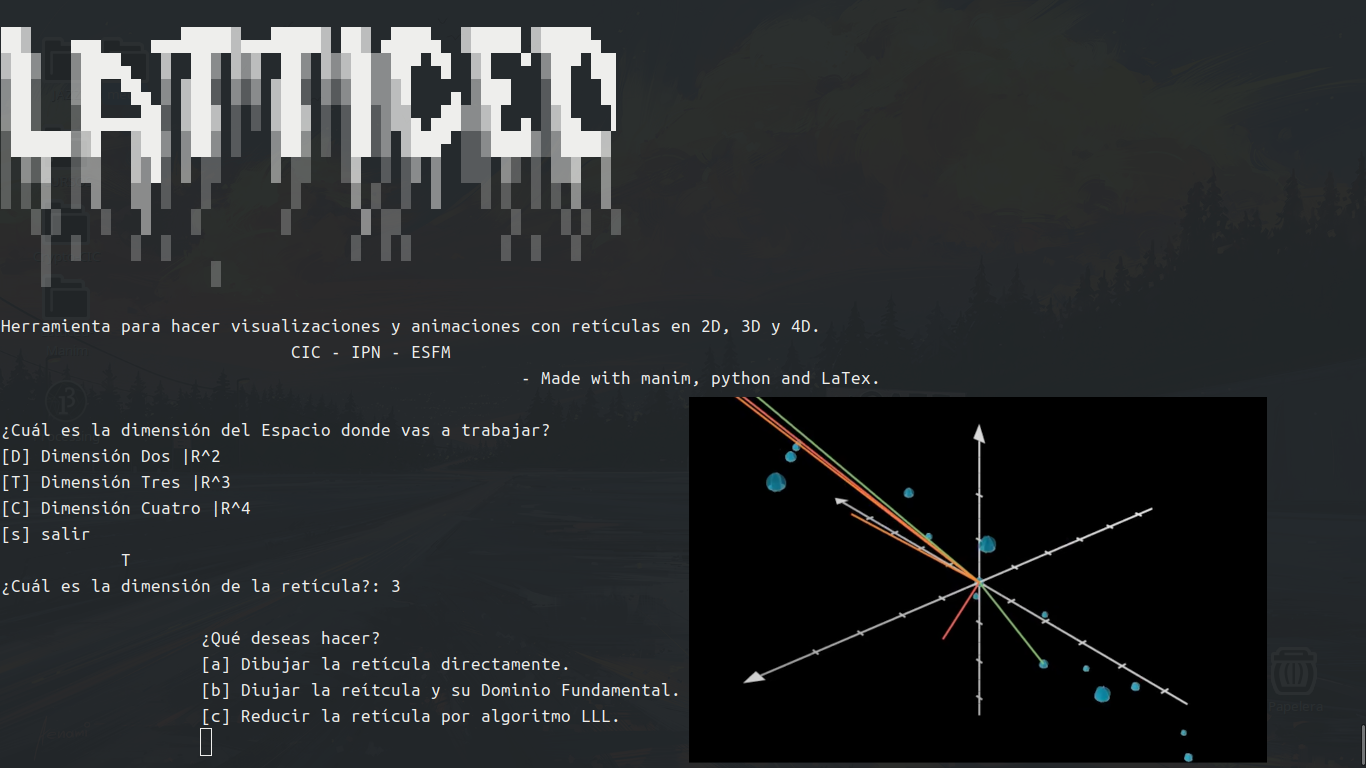 LATTICED
Herramienta para hacer visualizaciones y animaciones con retículas en 2D, 3D y 4D.
CIC - IPN - ESFM
- Made with manim, python and LaTex.
¿Cuál es la dimensión del Espacio donde vas a trabajar?
[D] Dimensión Dos |R^2
[T] Dimensión Tres |R^3
[C] Dimensión Cuatro |R^4
[s] salir
T
¿Cuál es la dimensión de la retícula?: 3
¿Qué deseas hacer?
[a] Dibujar la retícula directamente.
[b] Diujar la reítcula y su Dominio Fundamental.
[c] Reducir la retícula por algoritmo LLL.
Papelera